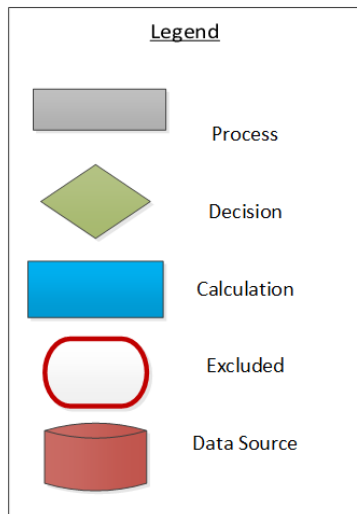 Legend
Process
Decision
Calculation
Excluded
Data Source